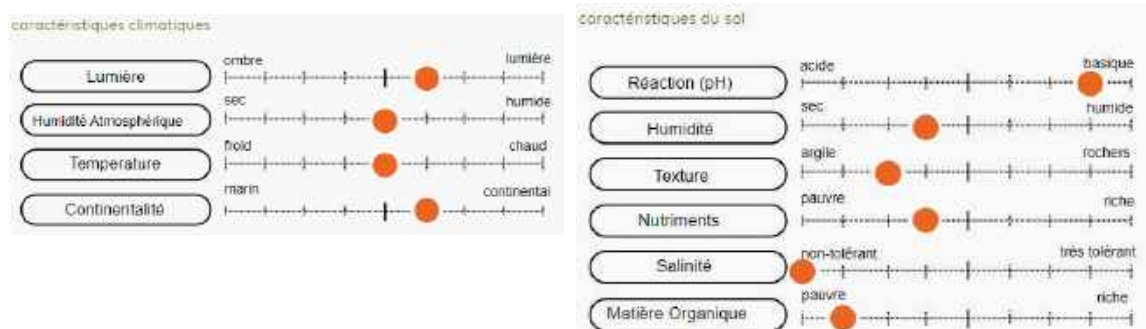 caractéristiques climatiques
Lumière
ombre
lumière
Humidité Atmosphérique
sec
humide
Temperature
froid
chaud
Continentalité
marin
continental
caractéristiques du sol
Réaction (pH)
acide
basique
Humidité
sec
humide
Texture
argile
rochers
Nutriments
pauvre
riche
Salinité
non-tolérant
très tolérant
Matière Organique
pauvre
riche